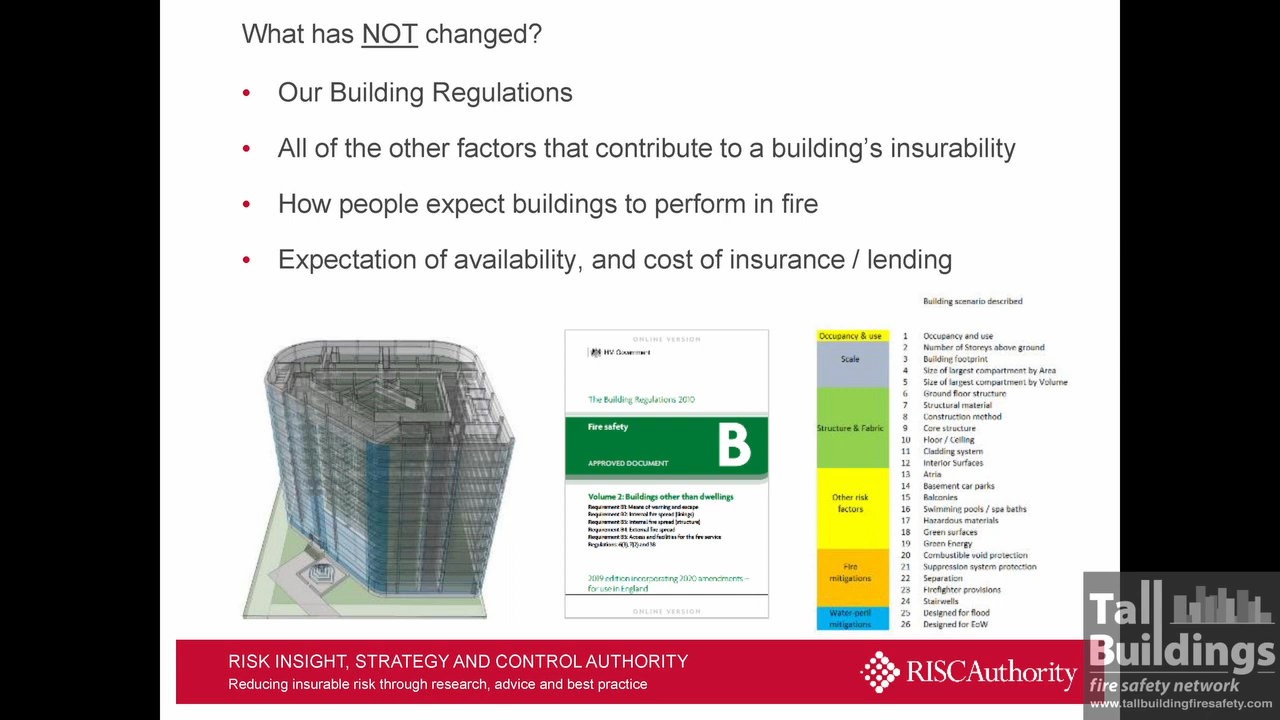 What has NOT changed?
• Our Building Regulations
• All of the other factors that contribute to a building's insurability
• How people expect buildings to perform in fire
• Expectation of availability, and cost of insurance / lending
ONLINE VERSION
HM Government
The Building Regulations 2010
Fire safety
B
APPROVED DOCUMENT
Volume 2: Buildings other than dwellings
Requirement B1: Means of warning and escape
Requirement B2: Internal fire spread (linings)
Requirement B3: Internal fire spread (structure)
Requirement B4: External fire spread
Requirement B5: Access and facilities for the fire service
Regulations: 6(3), 7(2) and 38
2019 edition incorporating 2020 amendments –
for use in England
ONLINE VERSION
Building scenario described
Occupancy & use
Scale
Structure & Fabric
Other risk
factors
Fire
mitigations
Water-peril
mitigations
1 Occupancy and use
2 Number of Storeys above ground
3 Building footprint
4 Size of largest compartment by Area
5 Size of largest compartment by Volume
6 Ground floor structure
7 Structural material
8 Construction method
9 Core structure
10 Floor / Ceiling
11 Cladding system
12 Interior Surfaces
13 Atria
14 Basement car parks
15 Balconies
16 Swimming pools / spa baths
17 Hazardous materials
18 Green surfaces
19 Green Energy
20 Combustible void protection
21 Suppression system protection
22 Separation
23 Firefighter provisions
24 Stairwells
25 Designed for flood
26 Designed for EoW
RISK INSIGHT, STRATEGY AND CONTROL AUTHORITY
Reducing insurable risk through research, advice and best practice
RISCAuthority
Tall
Buildings
fire safety network
www.tallbuildingfiresafety.com